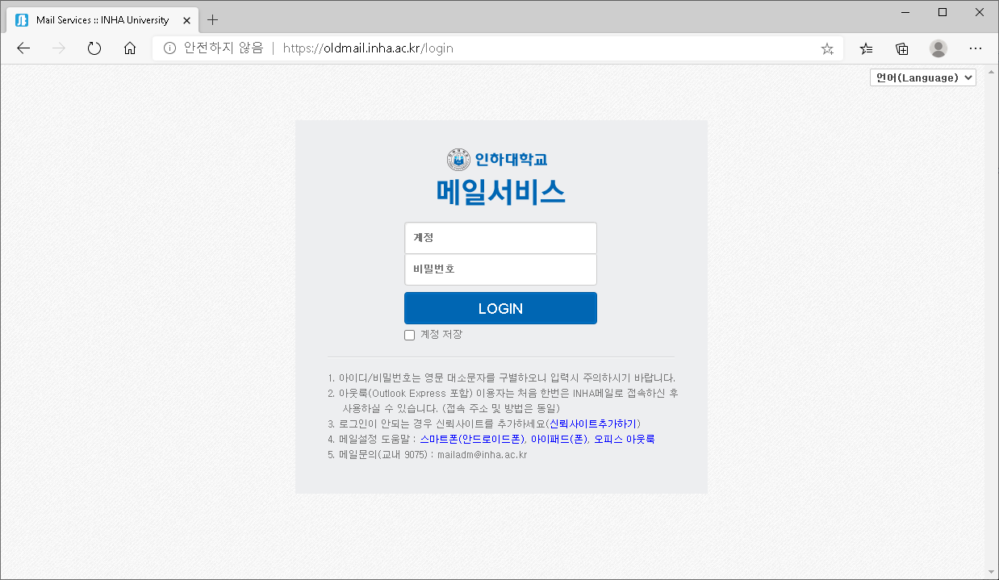 Mail Services :: INHA University
안전하지 않음 | https://oldmail.inha.ac.kr/login
언어(Language)
인하대학교
메일서비스
계정
비밀번호
LOGIN
계정 저장
1. 아이디/비밀번호는 영문 대소문자를 구별하오니 입력시 주의하시기 바랍니다.
2. 아웃룩(Outlook Express 포함) 이용자는 처음 한번은 INHA메일로 접속하신 후
사용하실 수 있습니다. (접속 주소 및 방법은 동일)
3. 로그인이 안되는 경우 신뢰사이트를 추가하세요(신뢰사이트추가하기)
4. 메일설정 도움말 : 스마트폰(안드로이드폰), 아이패드(폰), 오피스 아웃룩
5. 메일문의(교내 9075) : mailadm@inha.ac.kr